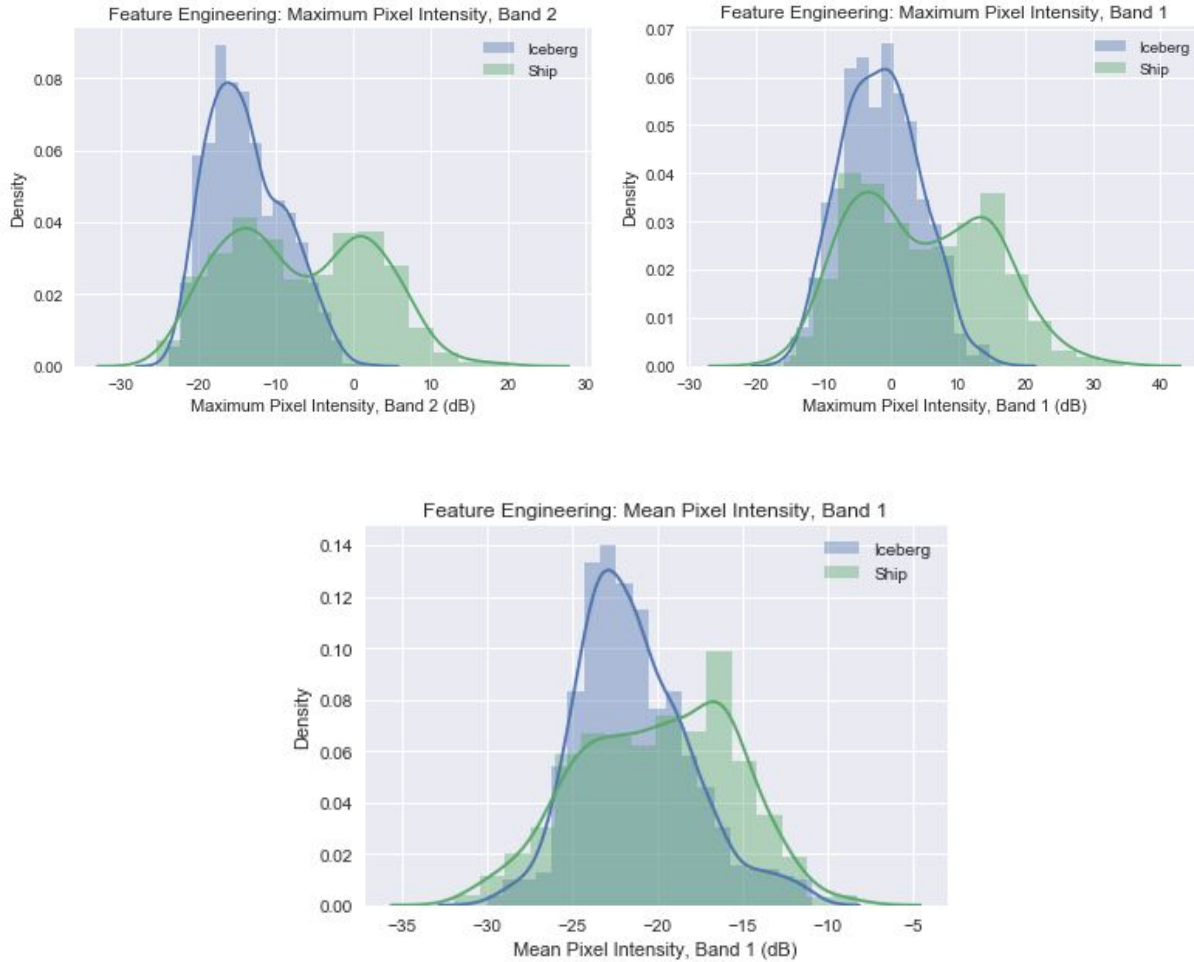 Feature Engineering: Maximum Pixel Intensity, Band 2
Iceberg
Ship
Density
0.08
0.06
0.04
0.02
0.00
−30 −20 −10 0 10 20 30
Maximum Pixel Intensity, Band 2 (dB)
Feature Engineering: Maximum Pixel Intensity, Band 1
Iceberg
Ship
Density
0.07
0.06
0.05
0.04
0.03
0.02
0.01
0.00
−30 −20 −10 0 10 20 30 40
Maximum Pixel Intensity, Band 1 (dB)
Feature Engineering: Mean Pixel Intensity, Band 1
Iceberg
Ship
Density
0.14
0.12
0.10
0.08
0.06
0.04
0.02
0.00
−35 −30 −25 −20 −15 −10 −5
Mean Pixel Intensity, Band 1 (dB)